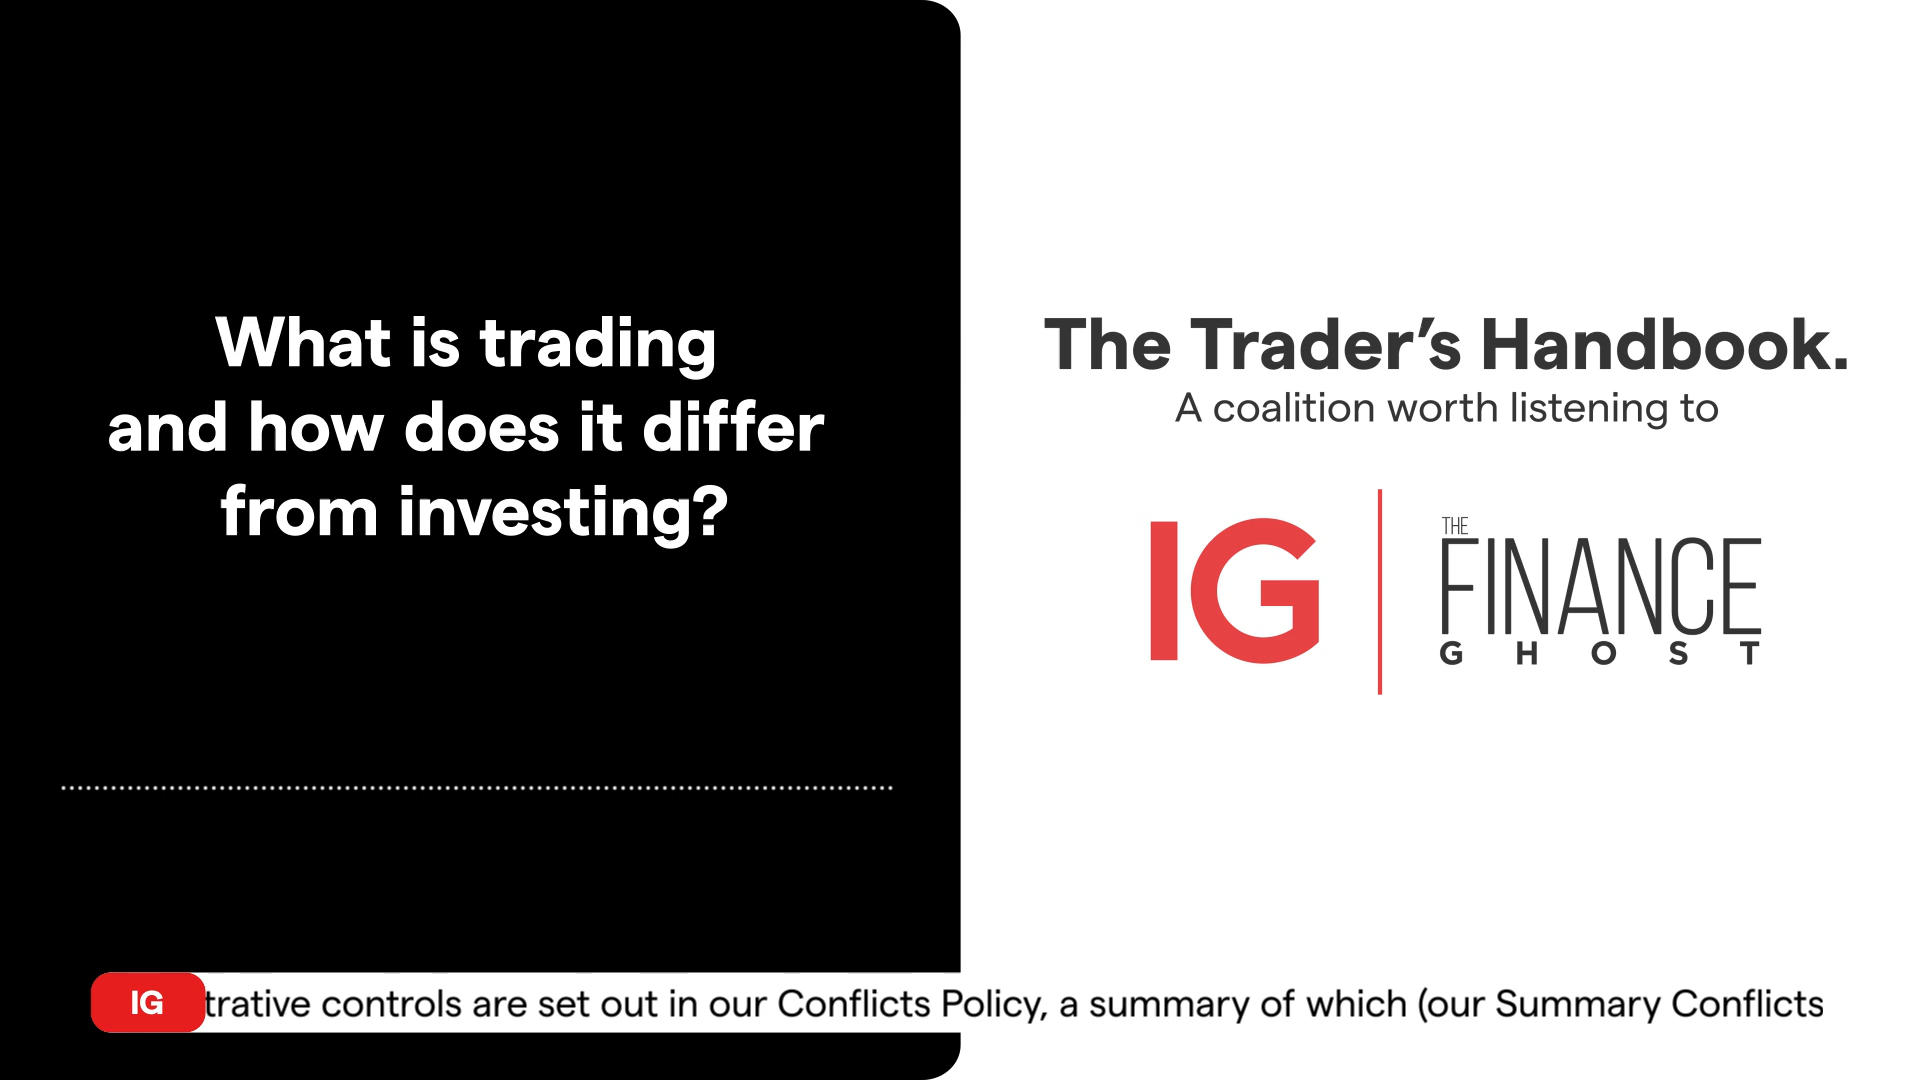 What is trading
and how does it differ
from investing?
The Trader’s Handbook.
A coalition worth listening to
IG
THE
FINANCE
GHOST
IG
trative controls are set out in our Conflicts Policy, a summary of which (our Summary Conflicts